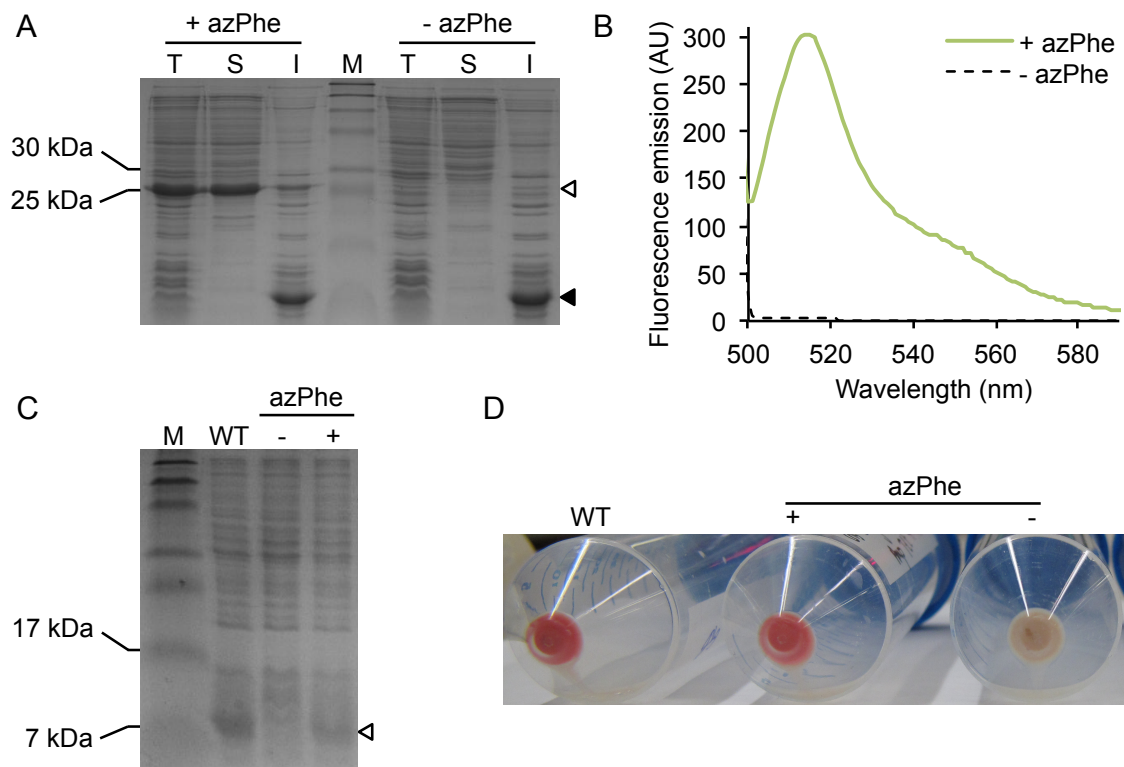 A
+ azPhe
- azPhe
T S I M T S I
30 kDa
25 kDa
B
Fluorescence emission (AU)
300
250
200
150
100
50
0
500 520 540 560 580
Wavelength (nm)
+ azPhe
- azPhe
C
azPhe
M WT - +
17 kDa
7 kDa
D
azPhe
WT + -